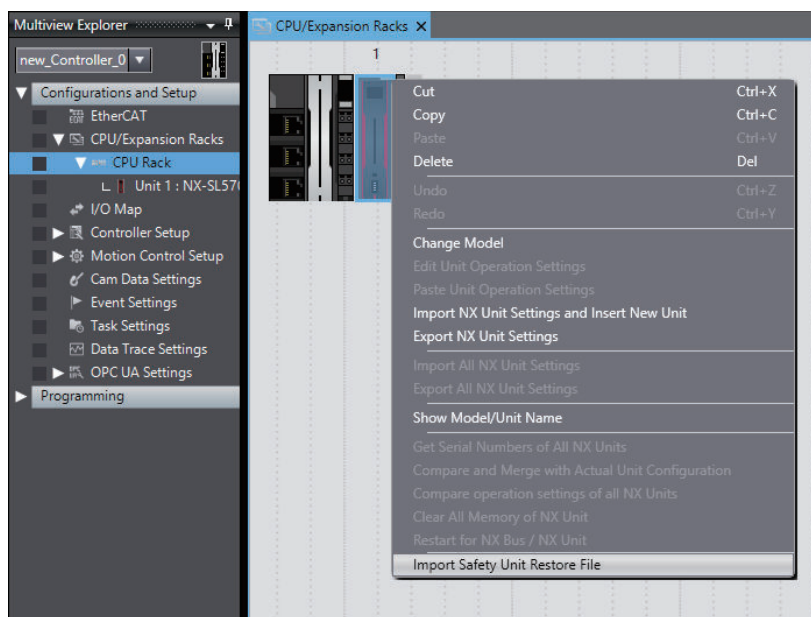 Multiview Explorer
new_Controller_0
Configurations and Setup
EtherCAT
CPU/Expansion Racks
CPU Rack
Unit 1 : NX-SL570
I/O Map
Controller Setup
Motion Control Setup
Cam Data Settings
Event Settings
Task Settings
Data Trace Settings
OPC UA Settings
Programming
CPU/Expansion Racks
1
Cut Ctrl+X
Copy Ctrl+C
Paste Ctrl+V
Delete Del
Undo Ctrl+Z
Redo Ctrl+Y
Change Model
Edit Unit Operation Settings
Paste Unit Operation Settings
Import NX Unit Settings and Insert New Unit
Export NX Unit Settings
Import All NX Unit Settings
Export All NX Unit Settings
Show Model/Unit Name
Get Serial Numbers of All NX Units
Compare and Merge with Actual Unit Configuration
Compare operation settings of all NX Units
Clear All Memory of NX Unit
Restart for NX Bus / NX Unit
Import Safety Unit Restore File